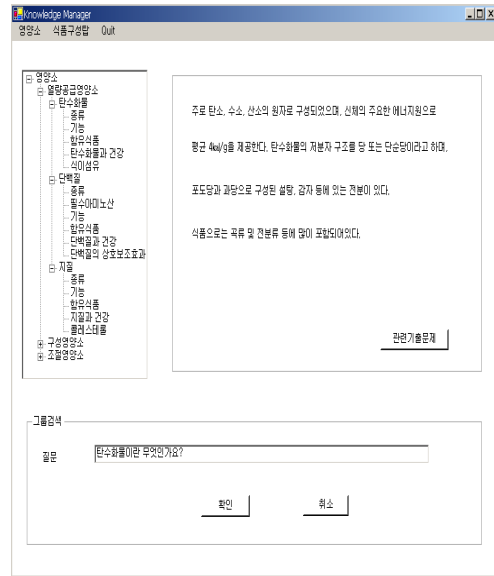 Knowledge Manager
영양소 식품구성탑 Quit
영양소
열량공급영양소
탄수화물
종류
기능
함유식품
탄수화물과 건강
식이섬유
단백질
종류
필수아미노산
기능
함유식품
단백질과 건강
단백질의 상호보조효과
지질
종류
기능
함유식품
지질과 건강
콜레스테롤
구성영양소
조절영양소
주로 탄소, 수소, 산소의 원자로 구성되었으며, 신체의 주요한 에너지원으로
평균 4㎉/g을 제공한다. 탄수화물의 저분자 구조를 당 또는 단순당이라고 하며,
포도당과 과당으로 구성된 설탕, 감자 등에 있는 전분이 있다.
식품으로는 곡류 및 전분류 등에 많이 포함되어있다.
관련기출문제
그룹검색
질문
탄수화물이란 무엇인가요?
확인
취소